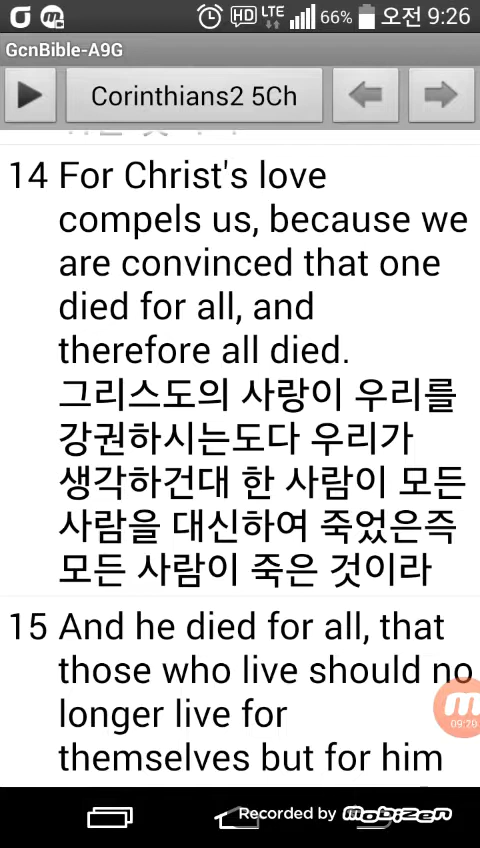 HD LTE 66% 오전 9:26
GcnBible-A9G
Corinthians2 5Ch
14 For Christ's love
compels us, because we
are convinced that one
died for all, and
therefore all died.
그리스도의 사랑이 우리를
강권하시는도다 우리가
생각하건대 한 사람이 모든
사람을 대신하여 죽었은즉
모든 사람이 죽은 것이라
15 And he died for all, that
those who live should no
longer live for
themselves but for him
09:20
Recorded by Mobizen